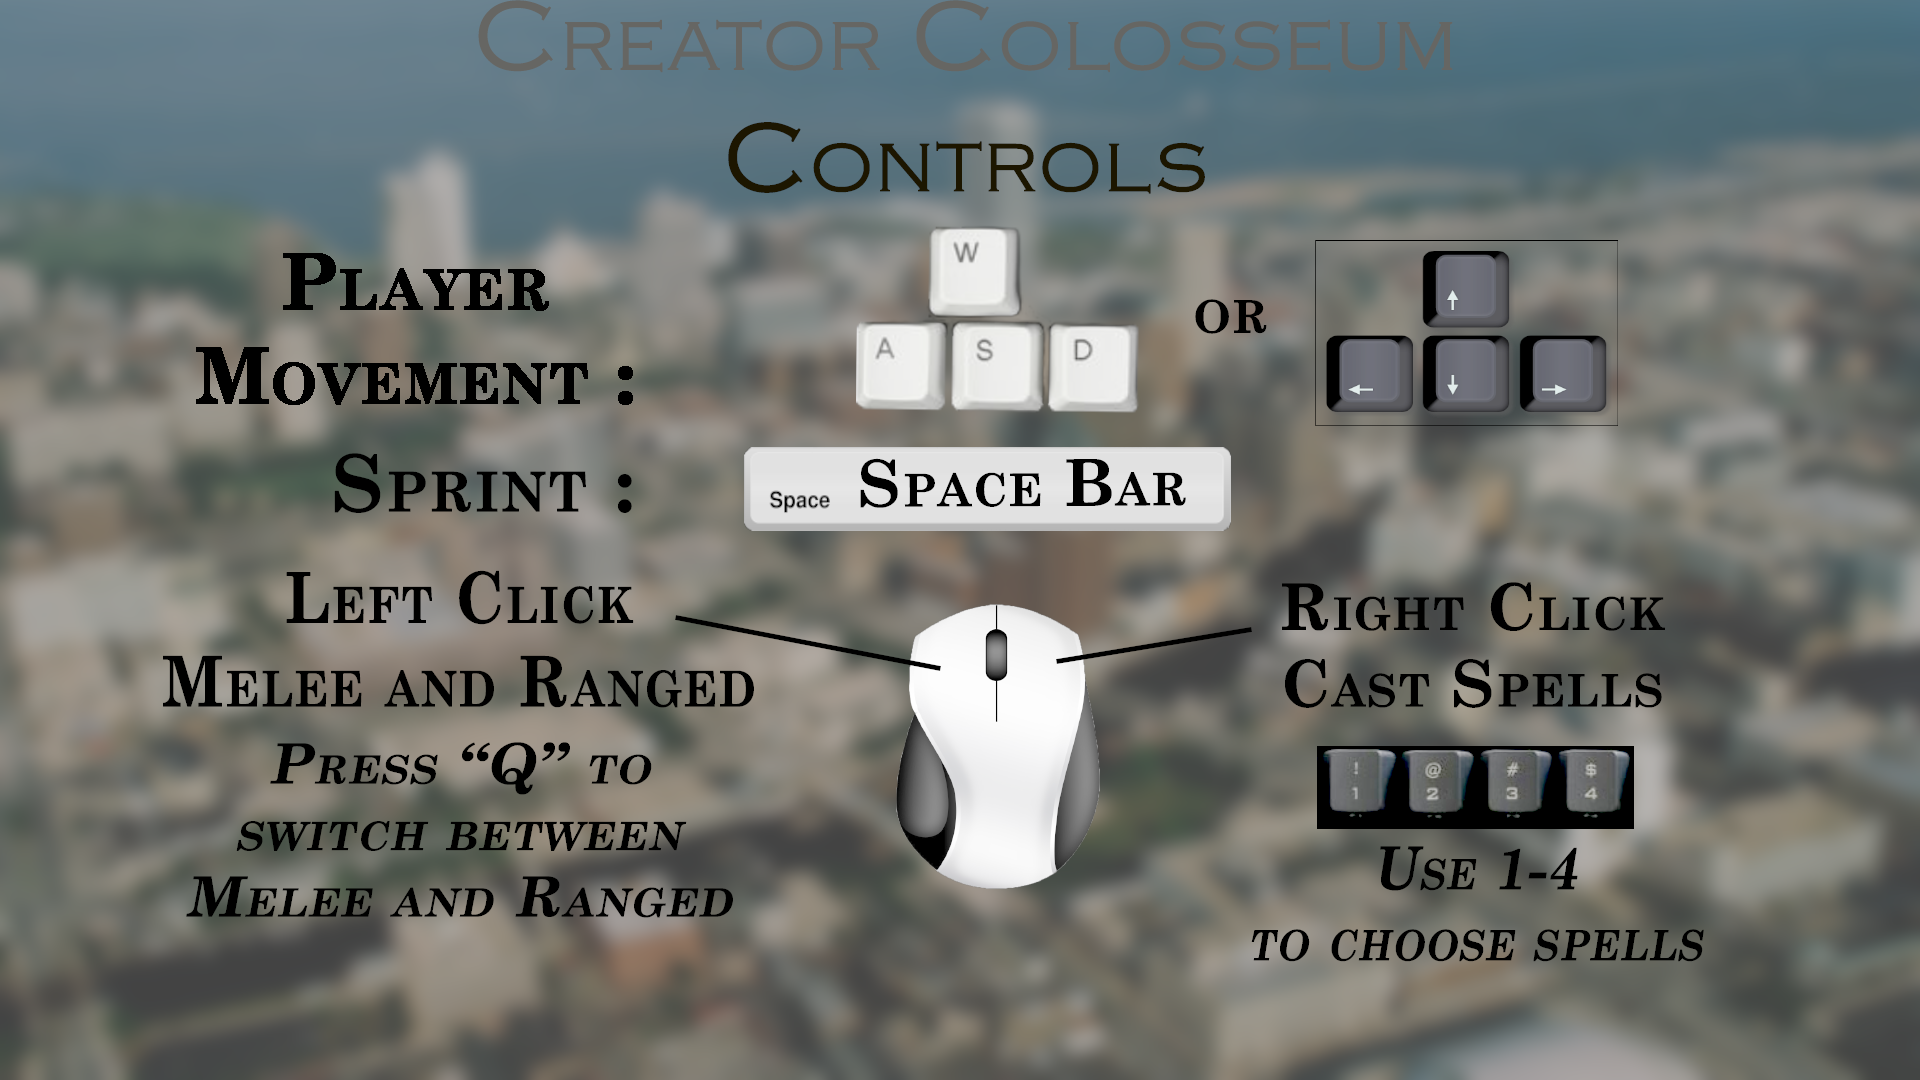 Creator Colosseum
Controls
Player
Movement :
W
A S D
or
↑
← ↓ →
Sprint :
Space Space Bar
Left Click
Melee and Ranged
Press “Q” to
switch between
Melee and Ranged
Right Click
Cast Spells
! @ # $
1 2 3 4
Use 1-4
to choose spells